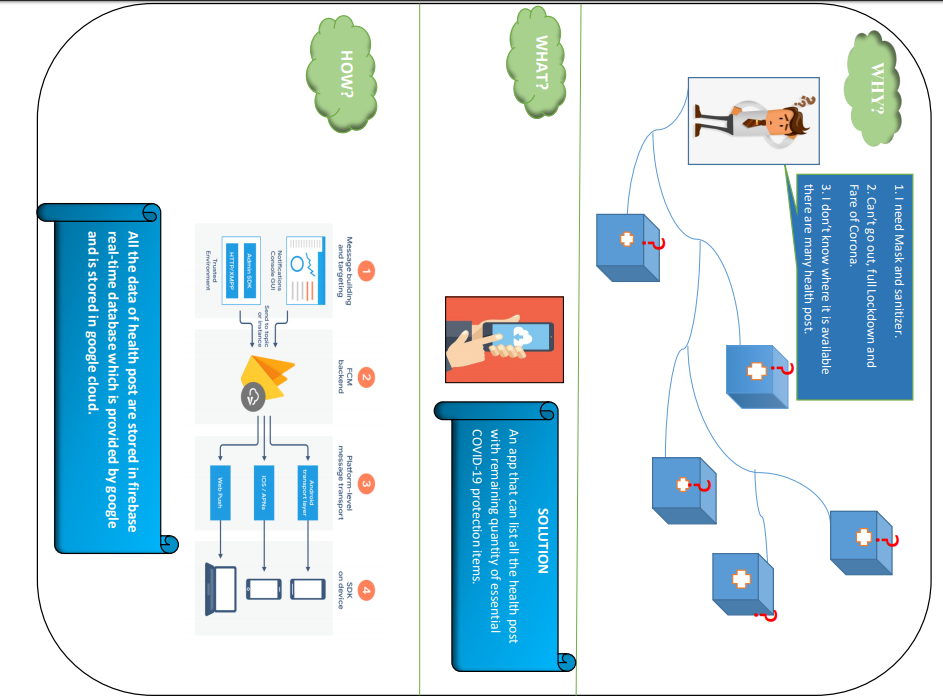 WHY?
1. I need Mask and sanitizer.
2. Can't go out, full Lockdown and
Fare of Corona.
3. I don't know where it is available
there are many health post.
?
?
?
?
?
WHAT?
SOLUTION
An app that can list all the health post
with remaining quantity of essential
COVID-19 protection items.
HOW?
1
Message building
and targeting
Notifications
Console GUI
Admin SDK
HTTP/XMPP
Trusted
Environment
Send to topic
or instance
2
FCM
backend
3
Platform-level
message transport
Android
transport layer
iOS / APNs
Web Push
4
SDK
on device
All the data of health post are stored in firebase
real-time database which is provided by google
and is stored in google cloud.